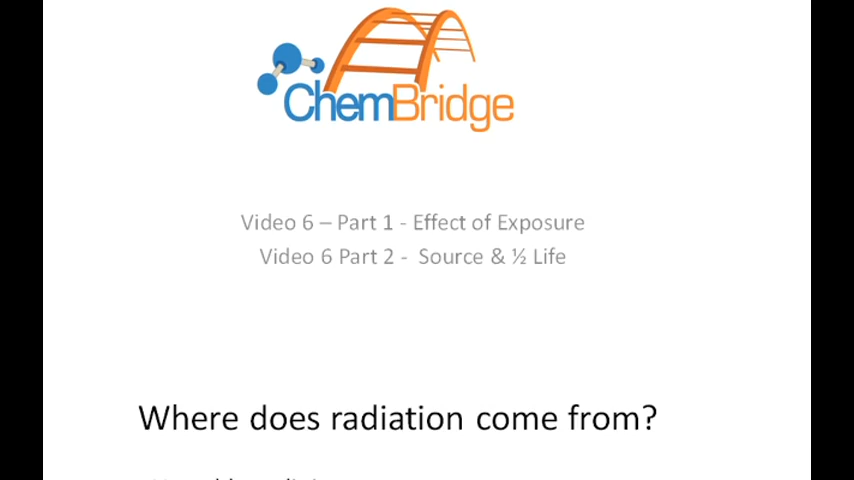 ChemBridge
Video 6 – Part 1 - Effect of Exposure
Video 6 Part 2 -  Source & ½ Life
Where does radiation come from?